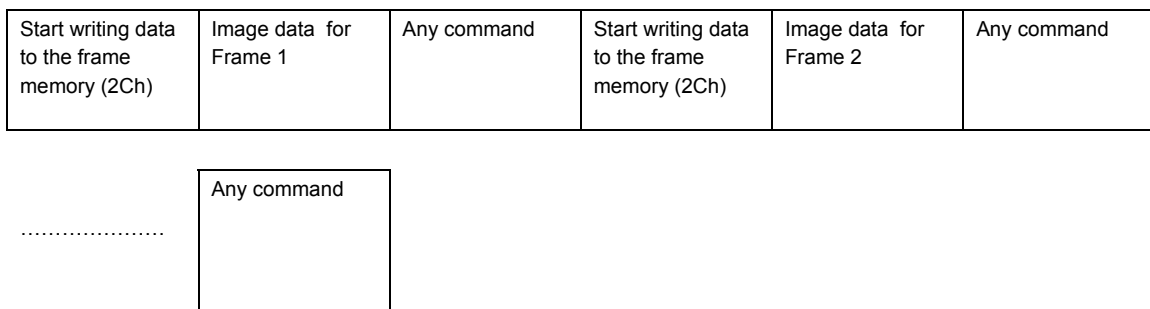 Start writing data
to the frame
memory (2Ch)
Image data for
Frame 1
Any command
Start writing data
to the frame
memory (2Ch)
Image data for
Frame 2
Any command
Any command
…………………